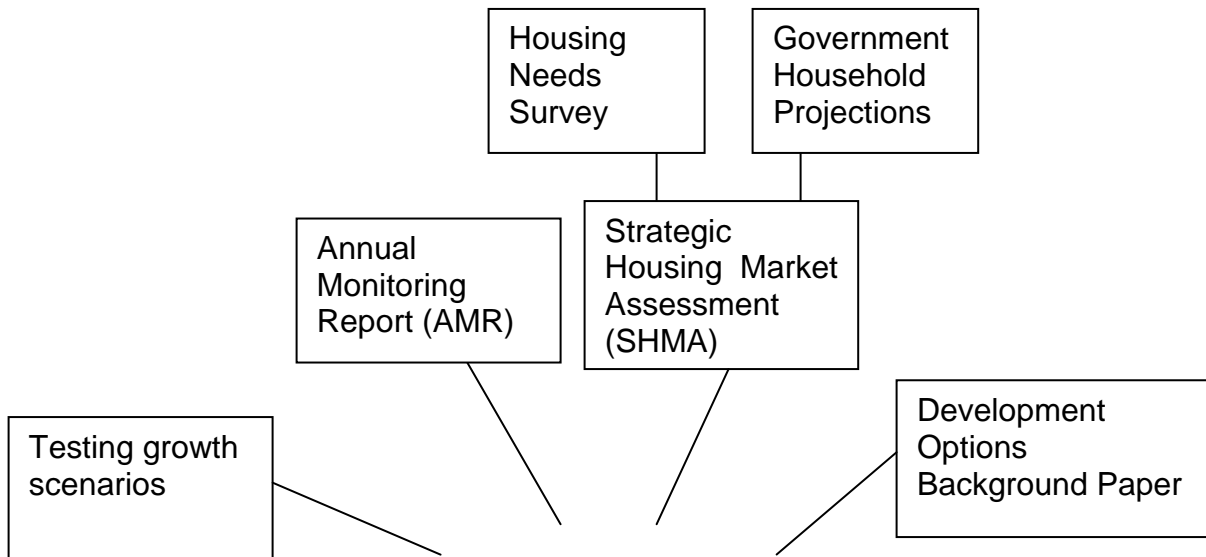 Housing
Needs
Survey
Government
Household
Projections
Annual
Monitoring
Report (AMR)
Strategic
Housing Market
Assessment
(SHMA)
Testing growth
scenarios
Development
Options
Background Paper